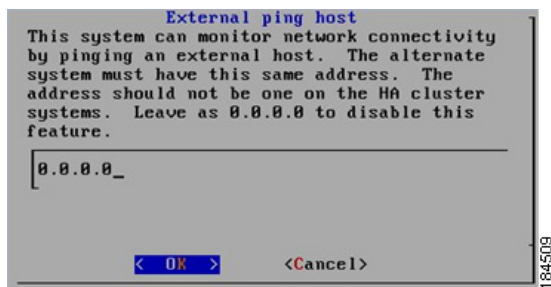 External ping host
This system can monitor network connectivity
by pinging an external host.  The alternate
system must have this same address.  The
address should not be one on the HA cluster
systems.  Leave as 0.0.0.0 to disable this
feature.
0.0.0.0_
<  OK  >
<Cancel>
184509